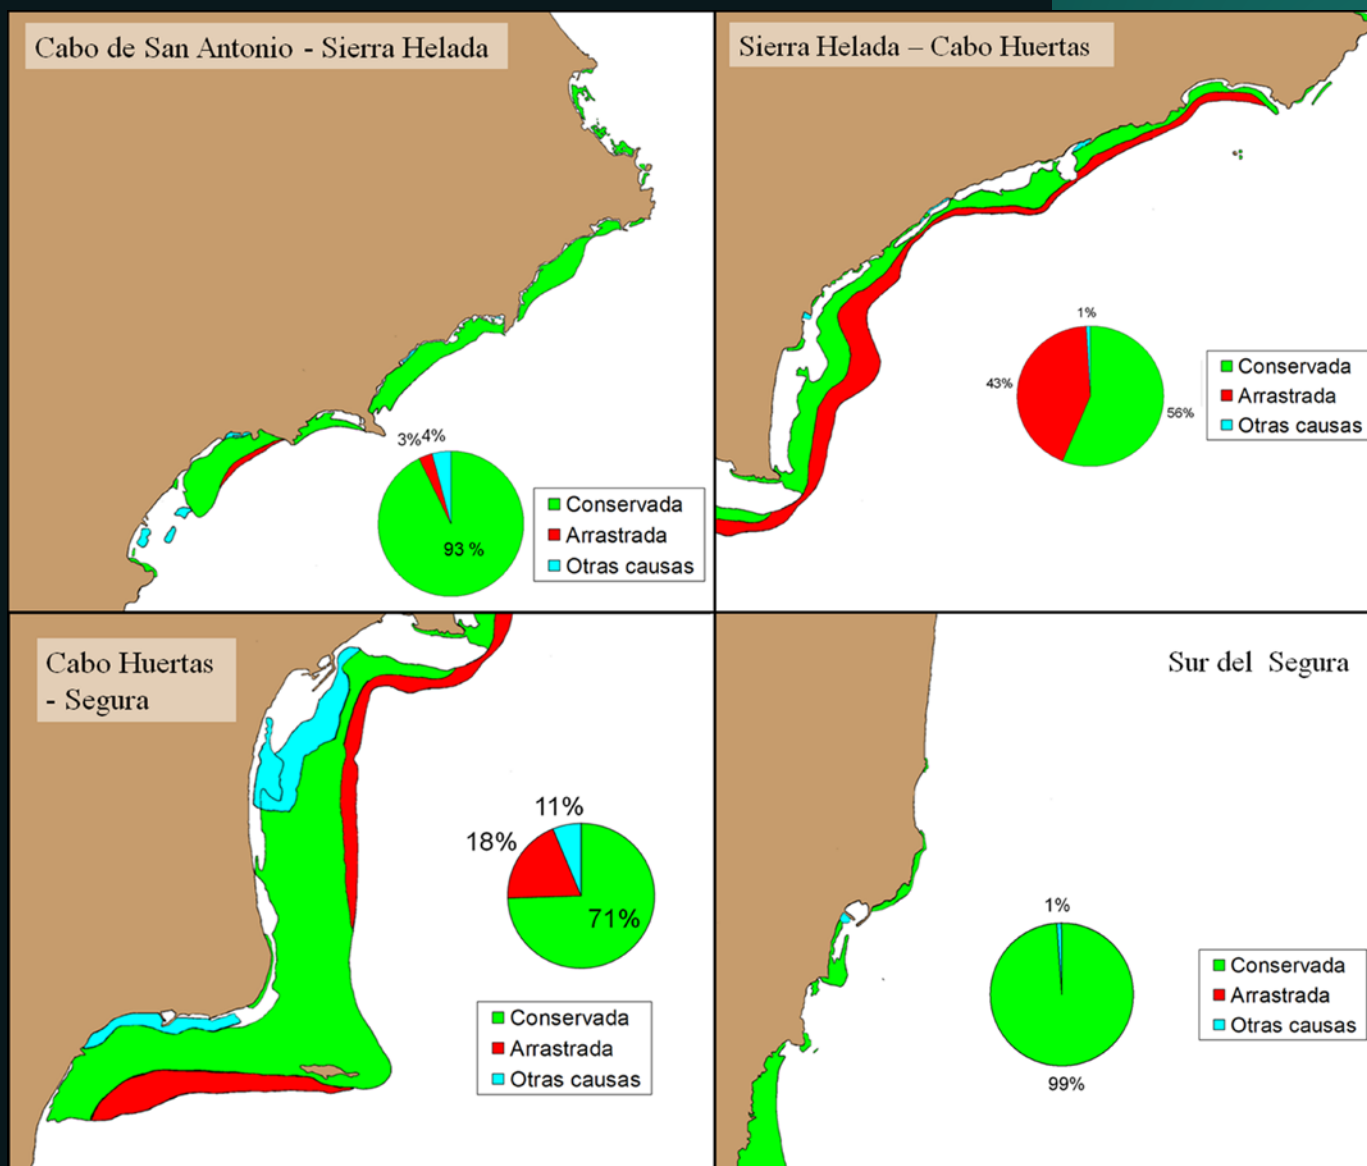 Cabo de San Antonio - Sierra Helada
3%
4%
93 %
Conservada
Arrastrada
Otras causas
Sierra Helada – Cabo Huertas
1%
43%
56%
Conservada
Arrastrada
Otras causas
Cabo Huertas
- Segura
11%
18%
71%
Conservada
Arrastrada
Otras causas
Sur del Segura
1%
99%
Conservada
Arrastrada
Otras causas